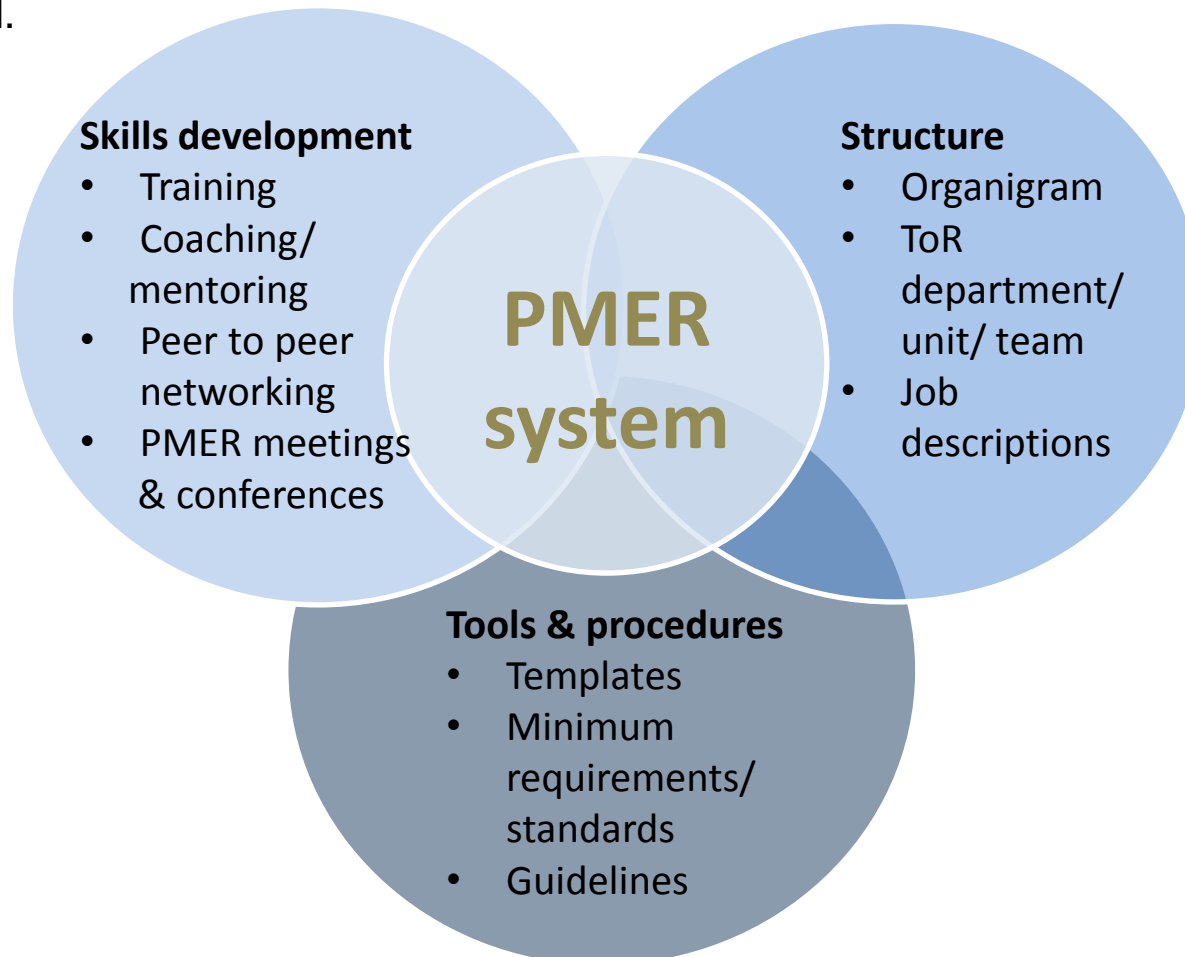 Skills development
• Training
• Coaching/
mentoring
• Peer to peer
networking
• PMER meetings
& conferences
PMER
system
Structure
• Organigram
• ToR
department/
unit/ team
• Job
descriptions
Tools & procedures
• Templates
• Minimum
requirements/
standards
• Guidelines